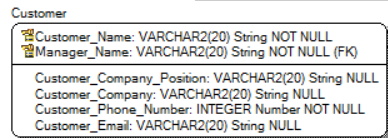 Customer
Customer_Name: VARCHAR2(20) String NOT NULL
Manager_Name: VARCHAR2(20) String NOT NULL (FK)
Customer_Company_Position: VARCHAR2(20) String NULL
Customer_Company: VARCHAR2(20) String NULL
Customer_Phone_Number: INTEGER Number NOT NULL
Customer_Email: VARCHAR2(20) String NULL